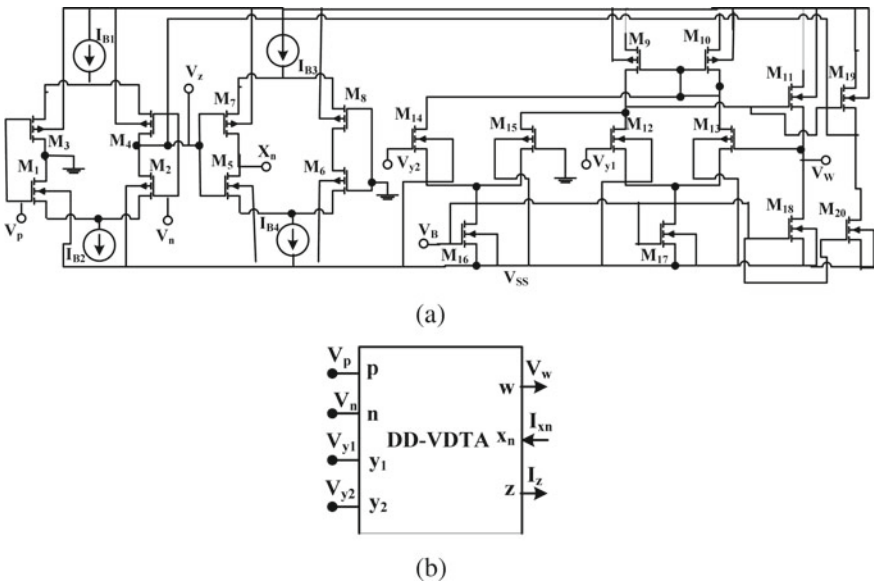 I_B1
V_z
I_B3
M_9 M_10
M_11 M_19
M_7 M_8
M_3 M_4
M_14 M_15 M_12 M_13
X_n
M_1 M_2 M_5 M_6
V_y2 V_y1
V_W
V_p I_B2 V_n I_B4
V_B
M_18 M_20
M_16 M_17
V_SS
(a)
V_p p
w V_w
V_n n
DD-VDTA
x_n I_xn
V_y1 y_1
z I_z
V_y2 y_2
(b)